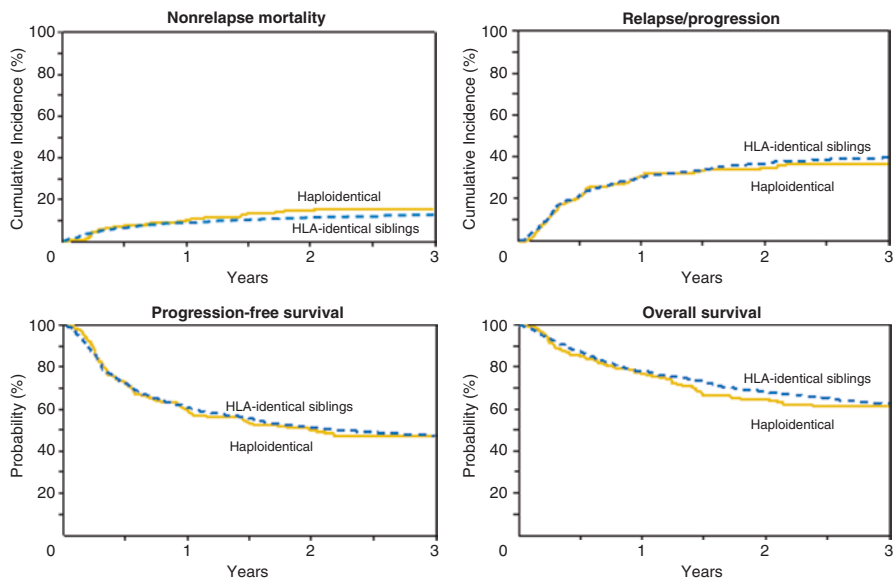 Nonrelapse mortality
Cumulative Incidence (%)
100
80
60
40
20
0
Haploidentical
HLA-identical siblings
1
2
3
Years
Relapse/progression
Cumulative Incidence (%)
100
80
60
40
20
0
HLA-identical siblings
Haploidentical
1
2
3
Years
Progression-free survival
Probability (%)
100
80
60
40
20
0
HLA-identical siblings
Haploidentical
1
2
3
Years
Overall survival
Probability (%)
100
80
60
40
20
0
HLA-identical siblings
Haploidentical
1
2
3
Years